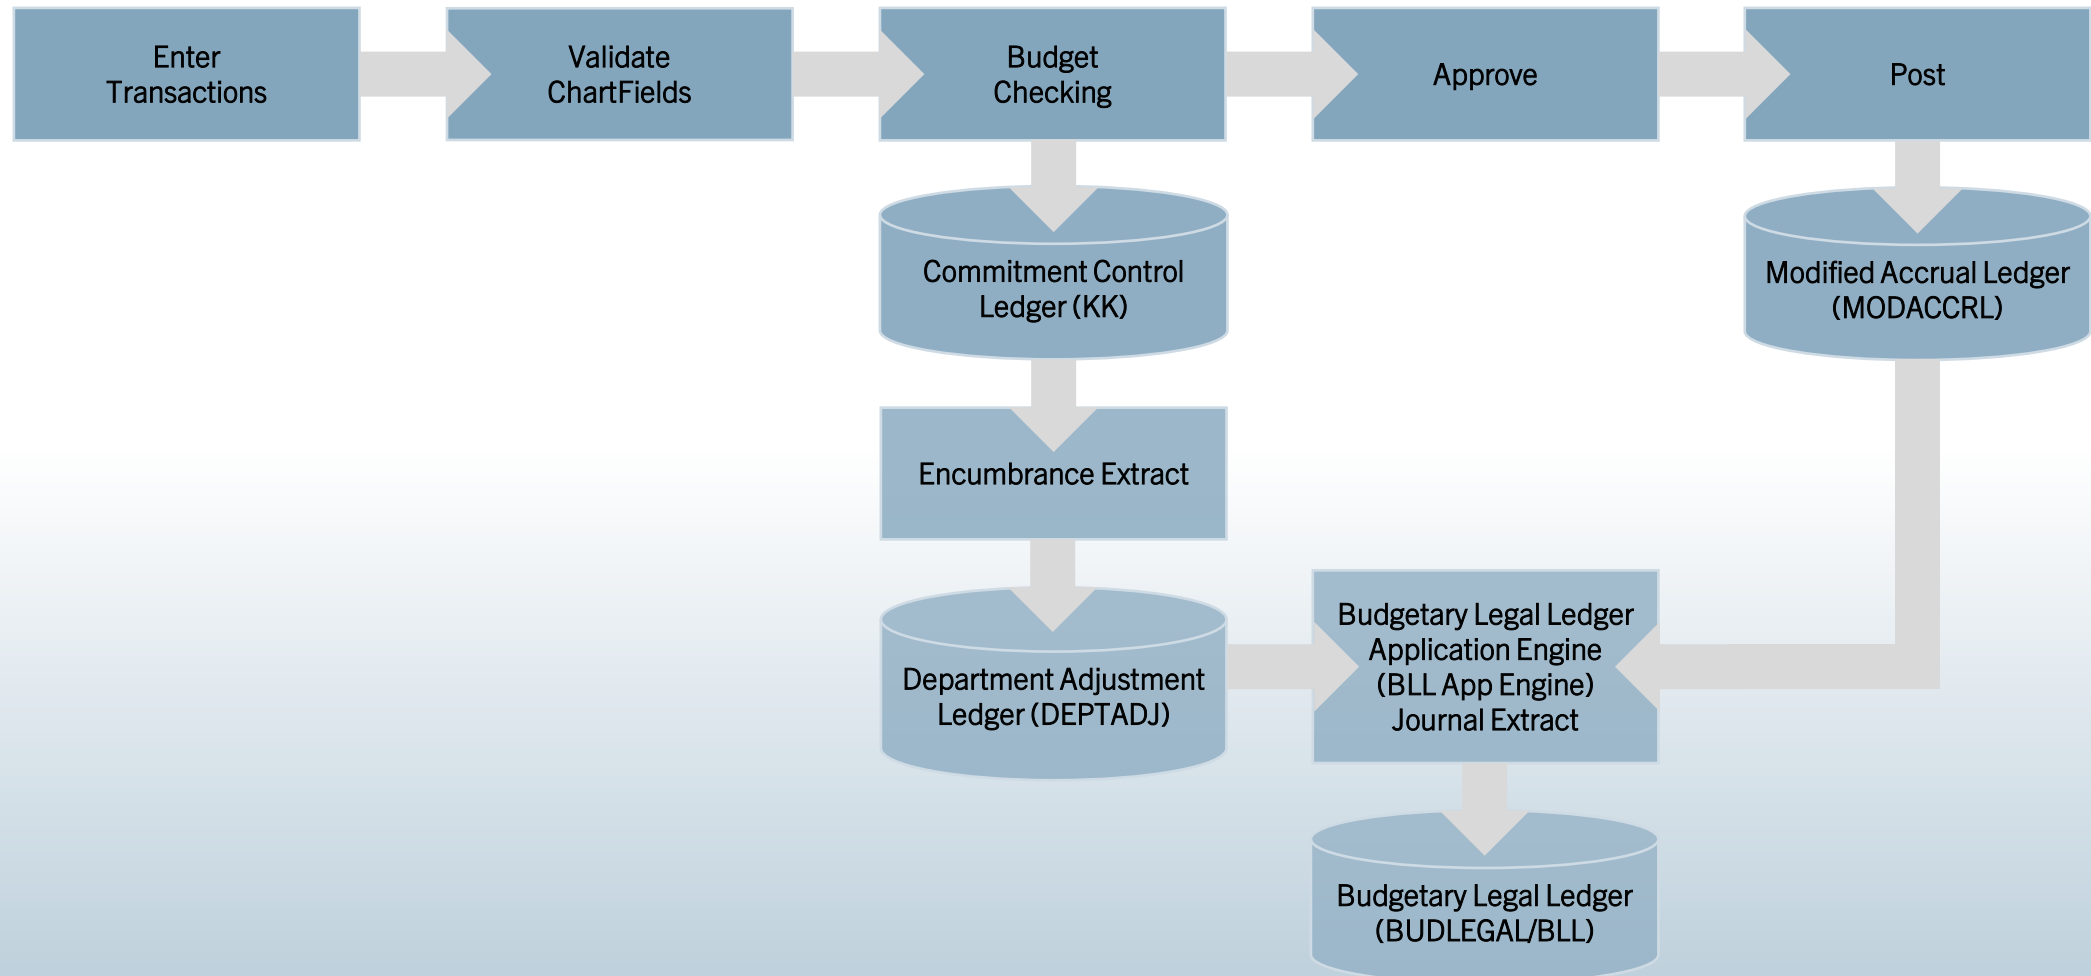 Enter
Transactions
Validate
ChartFields
Budget
Checking
Approve
Post
Commitment Control
Ledger (KK)
Modified Accrual Ledger
(MODACCRL)
Encumbrance Extract
Department Adjustment
Ledger (DEPTADJ)
Budgetary Legal Ledger
Application Engine
(BLL App Engine)
Journal Extract
Budgetary Legal Ledger
(BUDLEGAL/BLL)